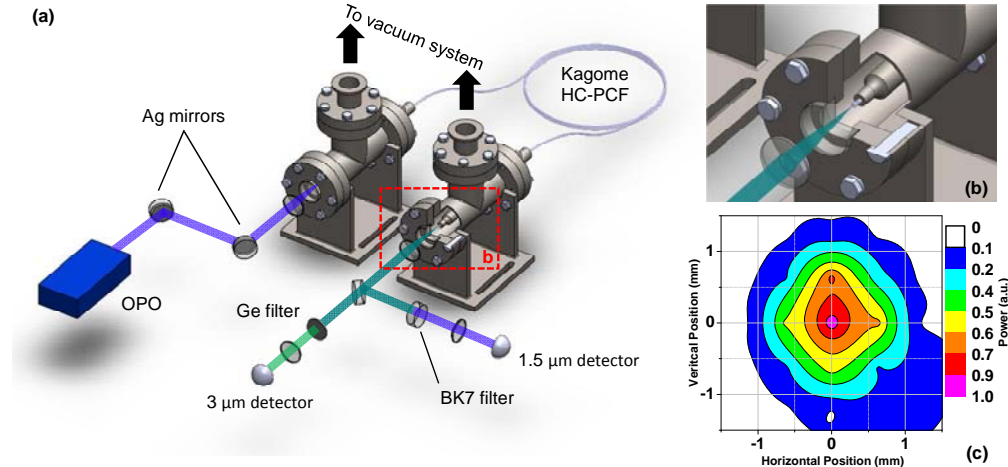 (a)
To vacuum system
Kagome
HC-PCF
Ag mirrors
OPO
b
Ge filter
3 μm detector
BK7 filter
1.5 μm detector
(b)
Veritcal Position (mm)
1
0
-1
-1
0
1
Horizontal Position (mm)
0
0.1
0.2
0.4
0.5
0.6
0.7
0.9
1.0
Power (a.u.)
(c)